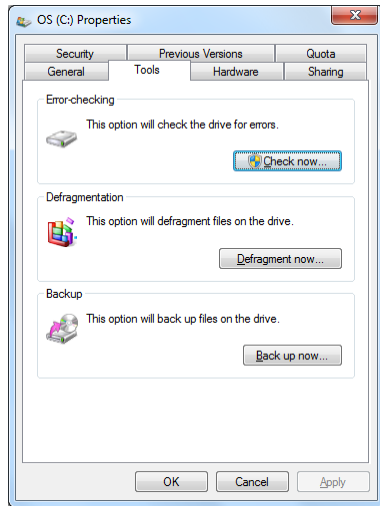 OS (C:) Properties
Security Previous Versions Quota
General Tools Hardware Sharing
Error-checking
This option will check the drive for errors.
Check now...
Defragmentation
This option will defragment files on the drive.
Defragment now...
Backup
This option will back up files on the drive.
Back up now...
OK Cancel Apply